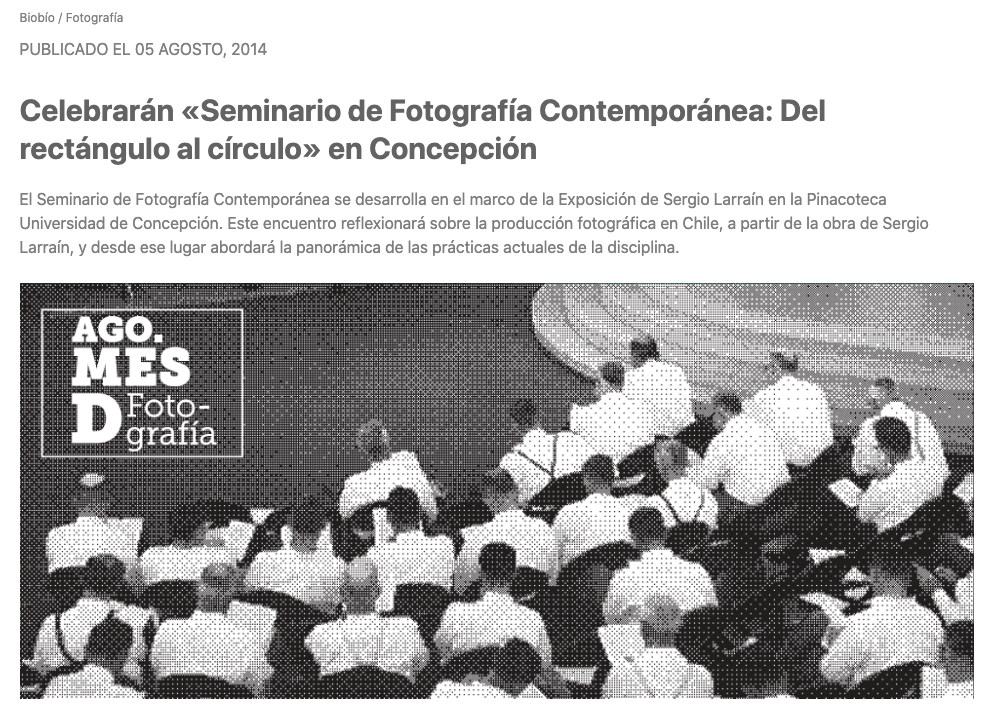 Biobío / Fotografía
PUBLICADO EL 05 AGOSTO, 2014
Celebrarán «Seminario de Fotografía Contemporánea: Del
rectángulo al círculo» en Concepción
El Seminario de Fotografía Contemporánea se desarrolla en el marco de la Exposición de Sergio Larraín en la Pinacoteca
Universidad de Concepción. Este encuentro reflexionará sobre la producción fotográfica en Chile, a partir de la obra de Sergio
Larraín, y desde ese lugar abordará la panorámica de las prácticas actuales de la disciplina.
AGO.
MES
D Foto-
grafía